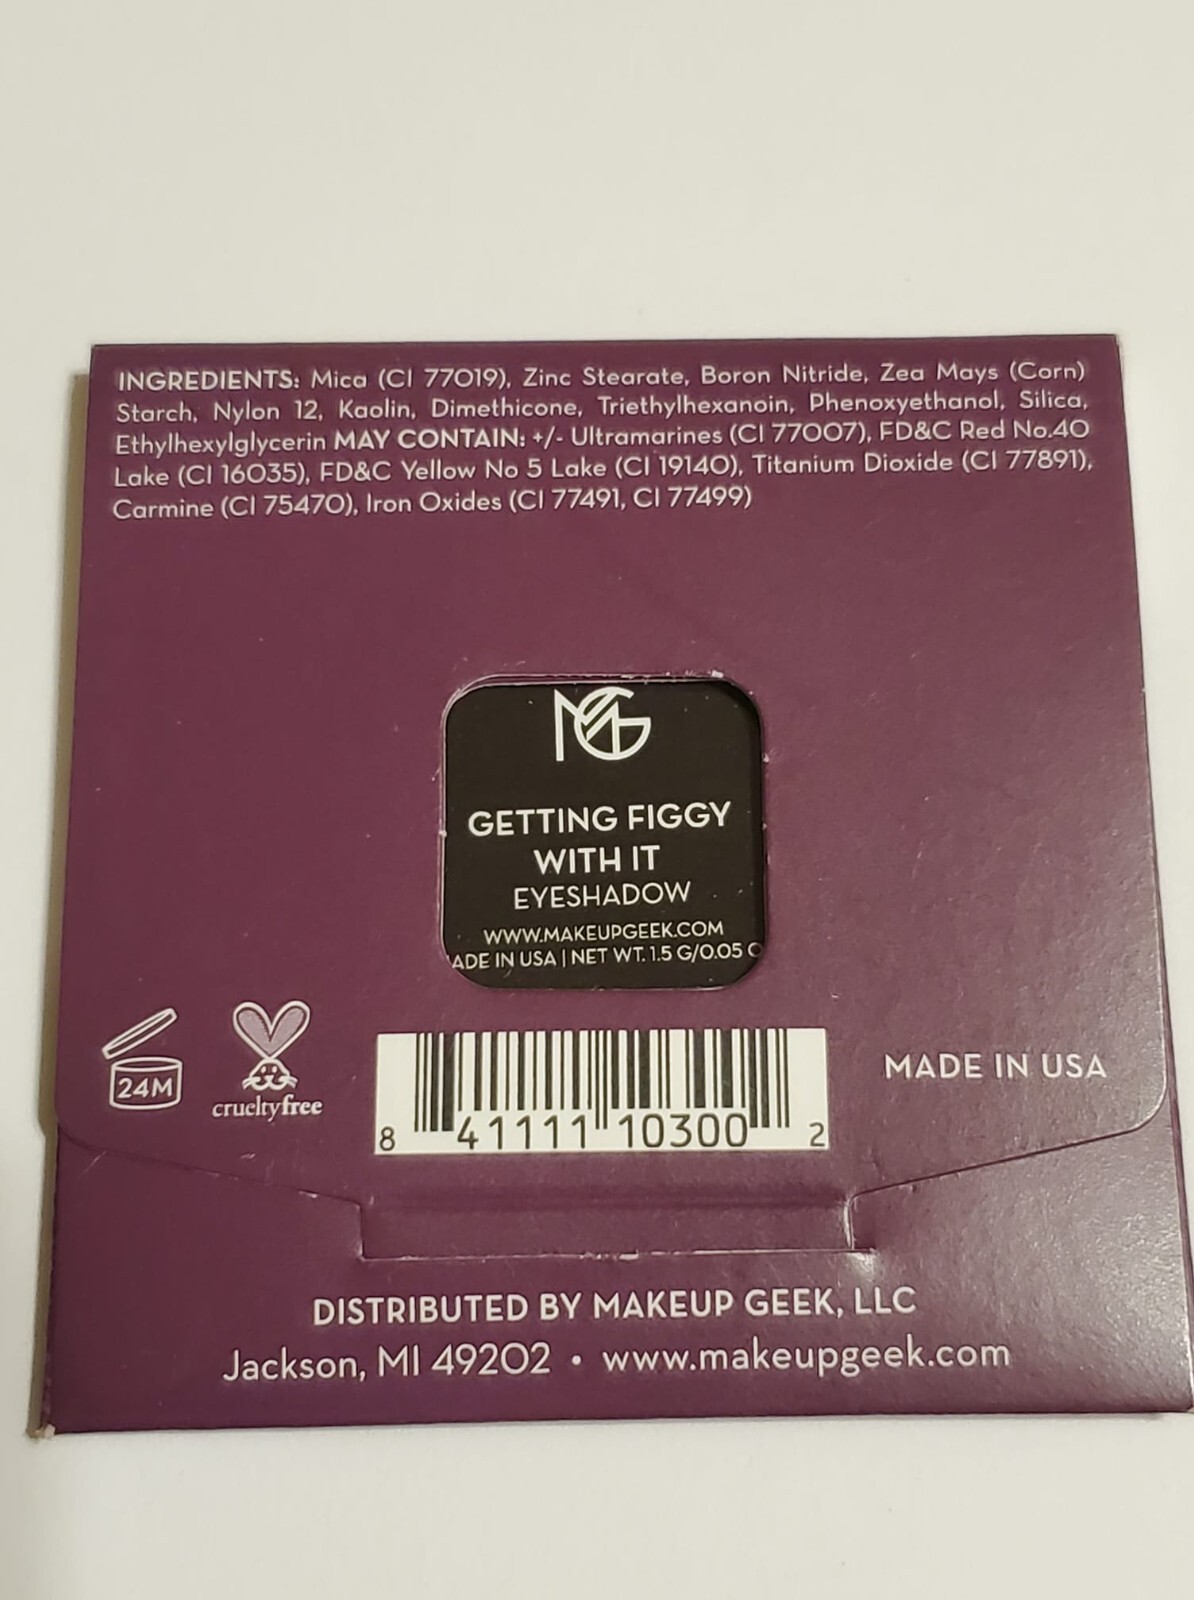 INGREDIENTS: Mica (CI 77019), Zinc Stearate, Boron Nitride, Zea Mays (Corn)
Starch, Nylon 12, Kaolin, Dimethicone, Triethylhexanoin, Phenoxyethanol, Silica,
Ethylhexylglycerin MAY CONTAIN: +/- Ultramarines (CI 77007), FD&C Red No.40
Lake (CI 16035), FD&C Yellow No 5 Lake (CI 19140), Titanium Dioxide (CI 77891),
Carmine (CI 75470), Iron Oxides (CI 77491, CI 77499)
MG
GETTING FIGGY
WITH IT
EYESHADOW
WWW.MAKEUPGEEK.COM
ADE IN USA | NET WT. 1.5 G/0.05
24M
crueltyfree
8 41111 10300 2
MADE IN USA
DISTRIBUTED BY MAKEUP GEEK, LLC
Jackson, MI 49202 • www.makeupgeek.com